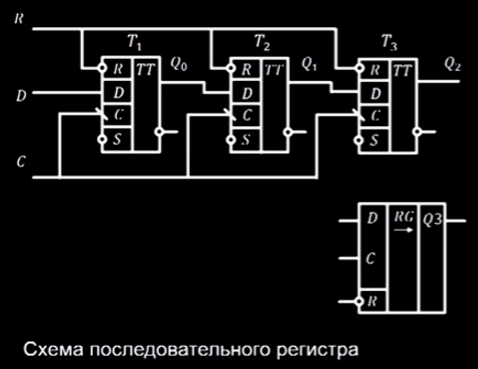 R
T1 T2 T3
R TT Q0 R TT Q1 R TT Q2
D D D D
C C C
S S S
C
D RG Q3
C
R
Схема последовательного регистра